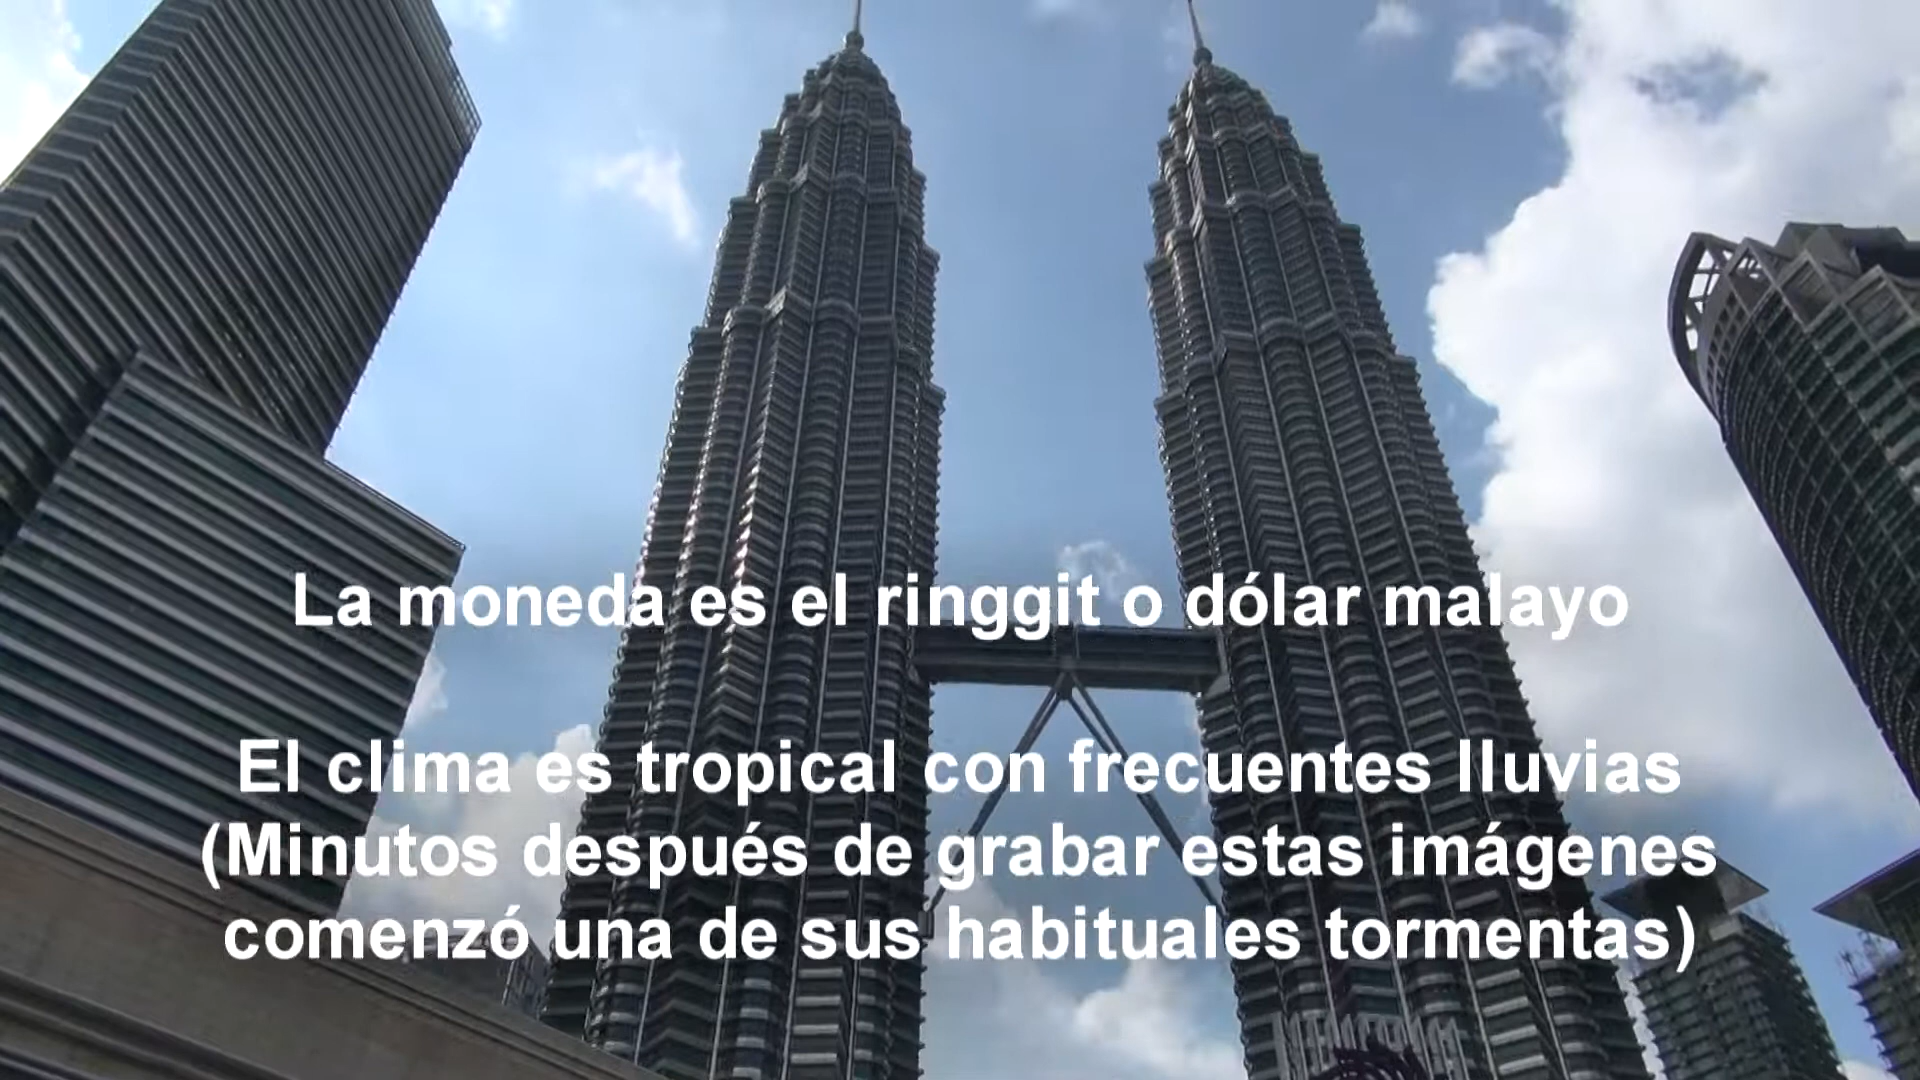 La moneda es el ringgit o dólar malayo
El clima es tropical con frecuentes lluvias
(Minutos después de grabar estas imágenes
comenzó una de sus habituales tormentas)